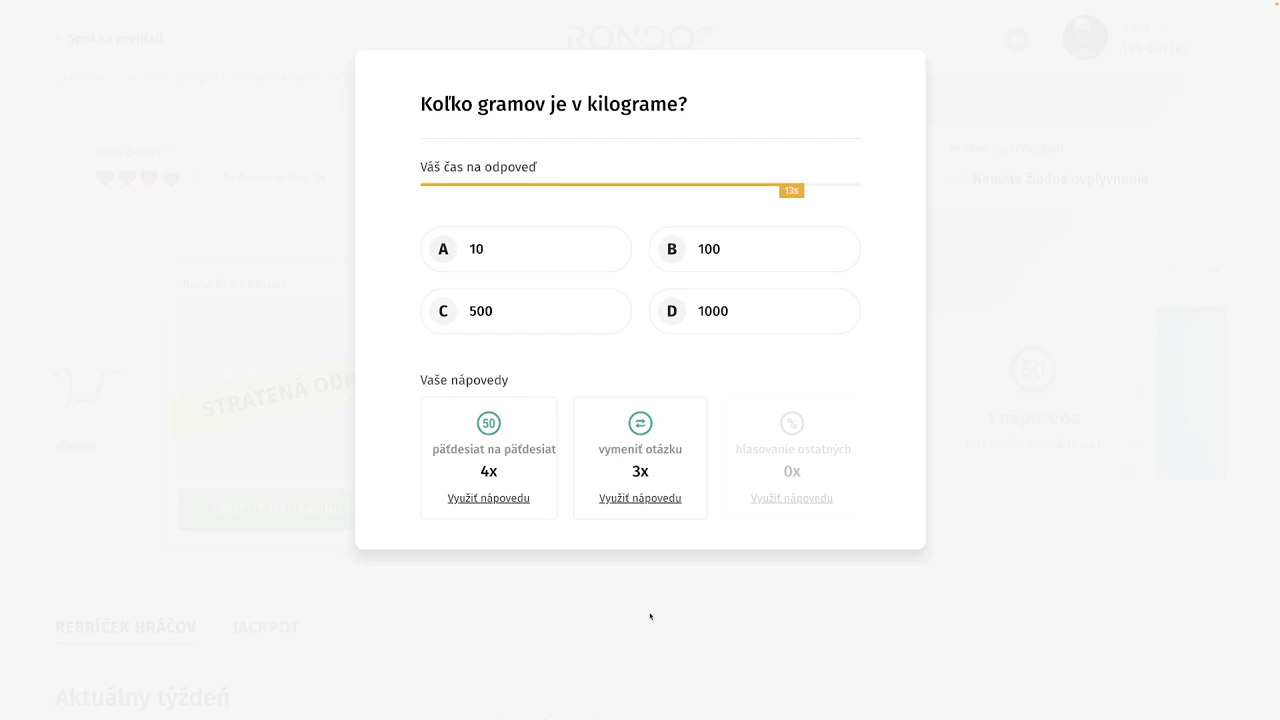 Späť na prehľad
RONDO
Koľko gramov je v kilograme?
Váš čas na odpoveď
13s
A 10
B 100
C 500
D 1000
Nemáte žiadne ovplyvnenie
STRATENÁ
50
Vaše nápovedy
50
päťdesiat na päťdesiat
4x
Využiť nápovedu
vymeniť otázku
3x
Využiť nápovedu
%
hlasovanie ostatných
0x
Využiť nápovedu
REBRÍČEK HRÁČOV
JACKPOT
Aktuálny týždeň